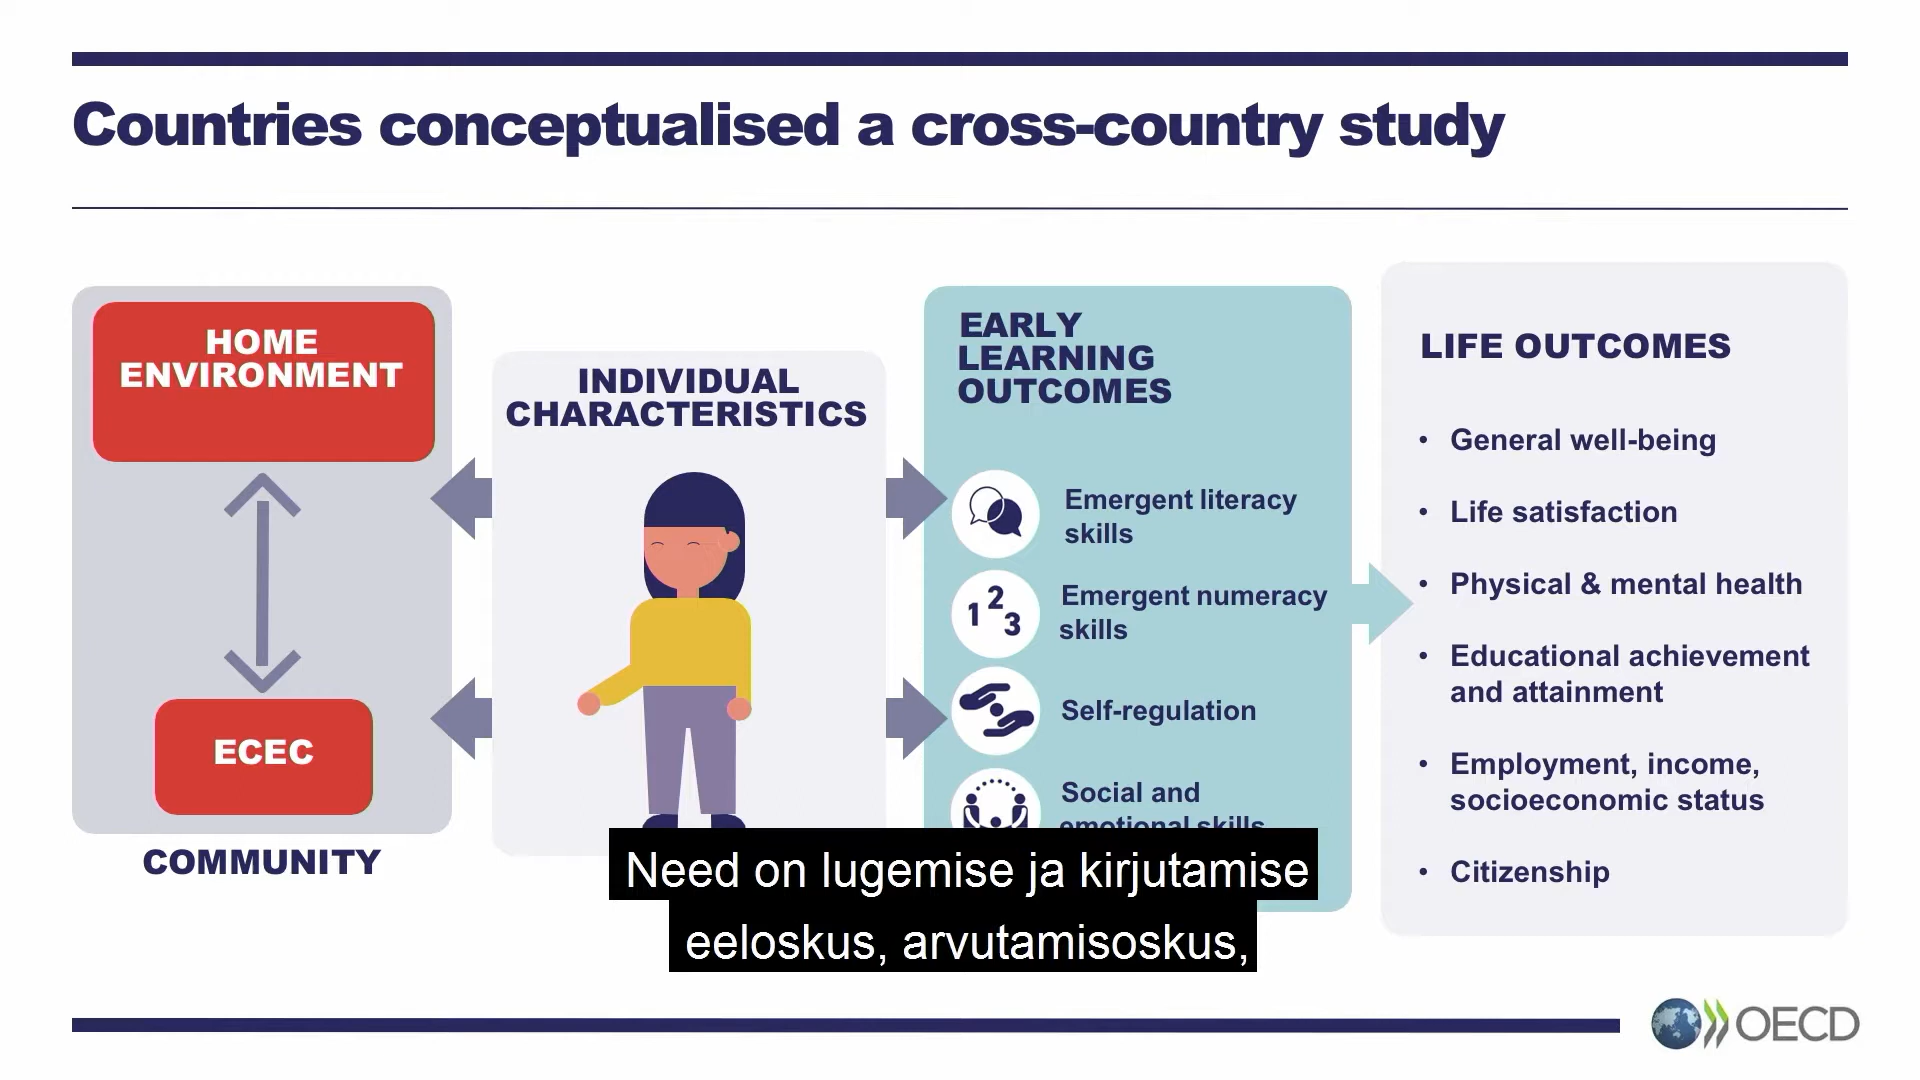 Countries conceptualised a cross-country study
HOME
ENVIRONMENT
ECEC
COMMUNITY
INDIVIDUAL
CHARACTERISTICS
EARLY
LEARNING
OUTCOMES
Emergent literacy
skills
1 2 3
Emergent numeracy
skills
Self-regulation
Social and
emotional skills
LIFE OUTCOMES
• General well-being
• Life satisfaction
• Physical & mental health
• Educational achievement
and attainment
• Employment, income,
socioeconomic status
• Citizenship
Need on lugemise ja kirjutamise
eeloskus, arvutamisoskus,
OECD